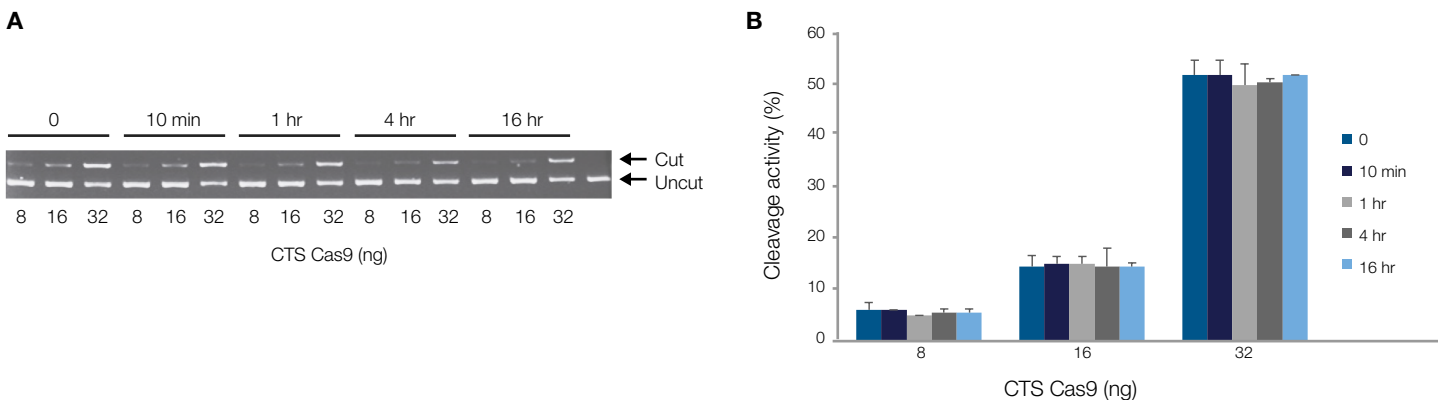 A
0 10 min 1 hr 4 hr 16 hr
Cut
Uncut
8 16 32 8 16 32 8 16 32 8 16 32 8 16 32
CTS Cas9 (ng)
B
Cleavage activity (%)
60
50
40
30
20
10
0
8 16 32
CTS Cas9 (ng)
0
10 min
1 hr
4 hr
16 hr